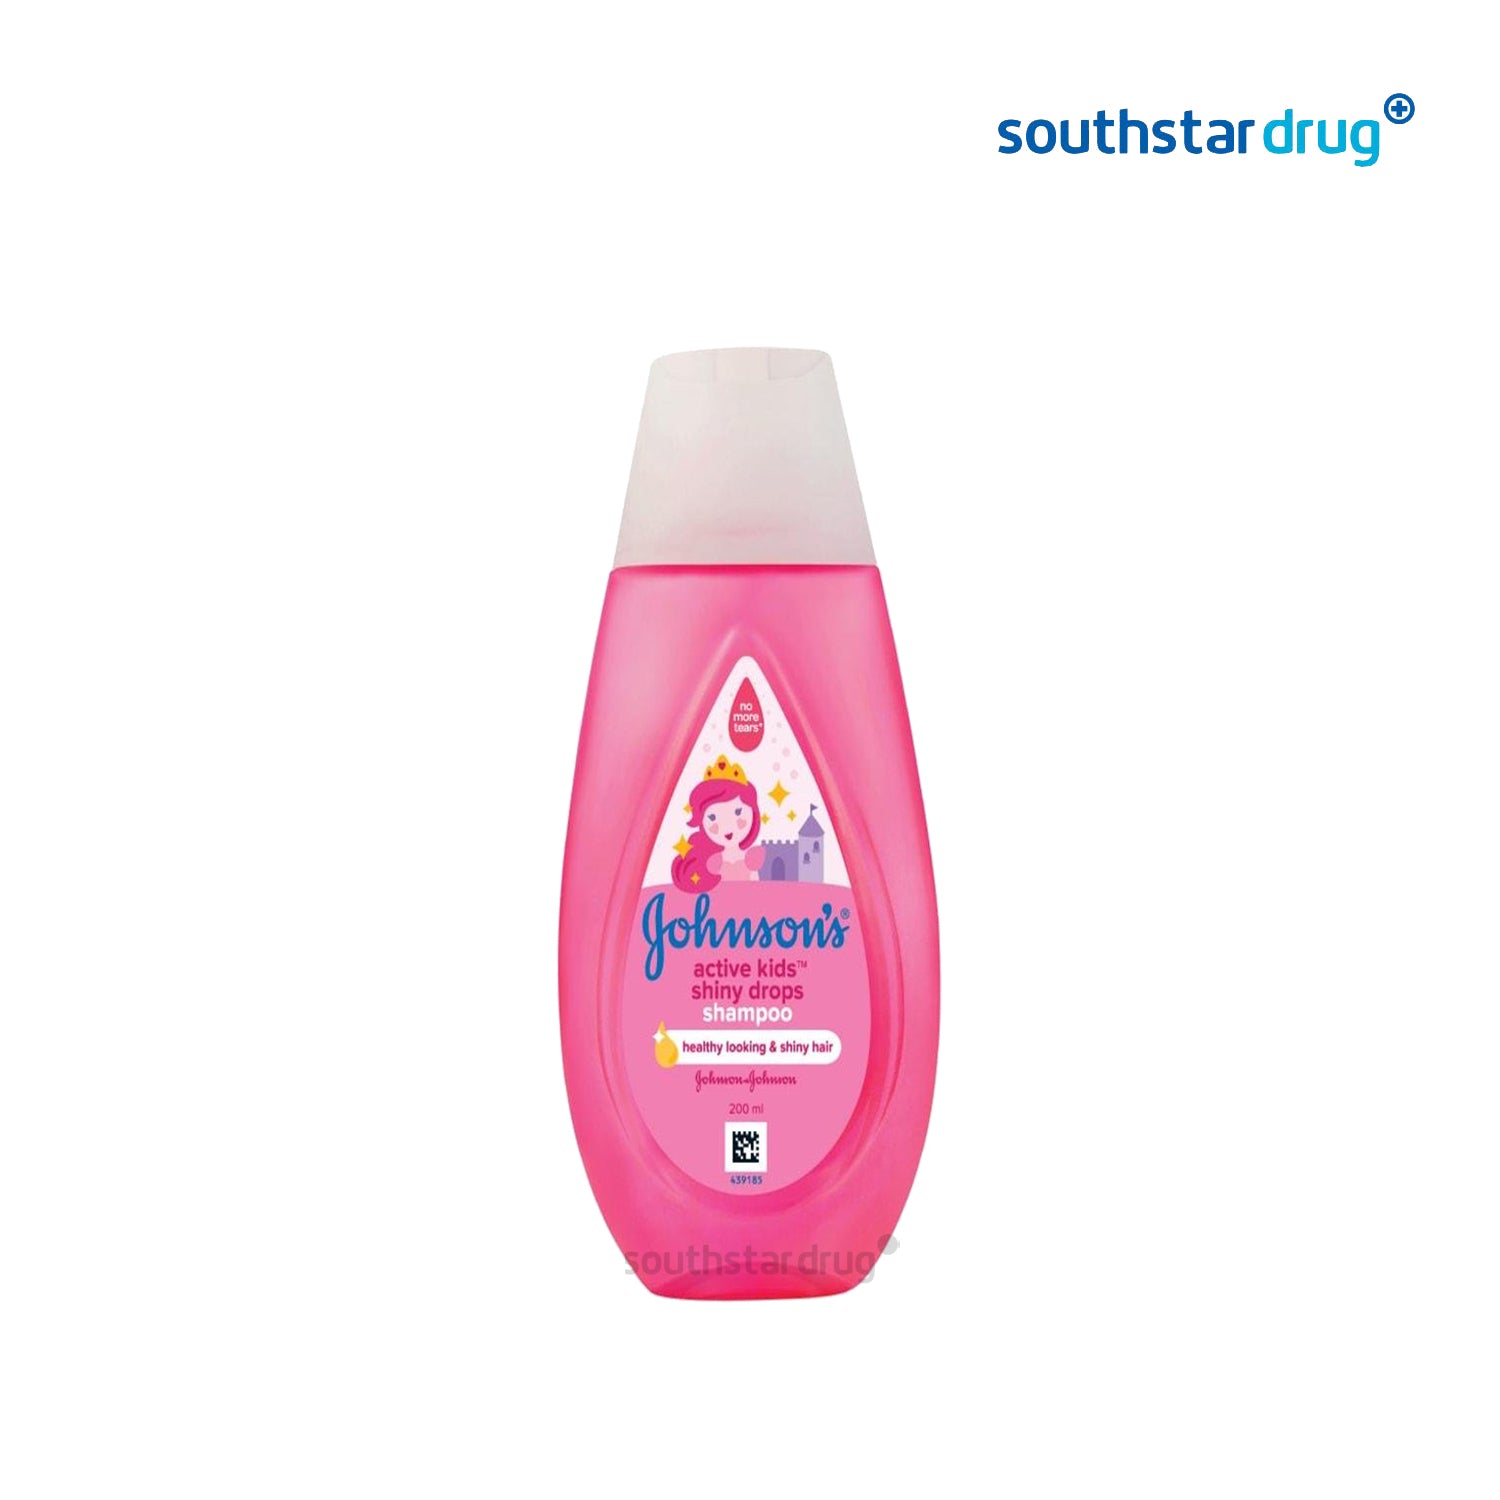 southstar drug
no
more
tears*
Johnson's®
active kids™
shiny drops
shampoo
healthy looking & shiny hair
Johnson & Johnson
200 ml
439185
southstar drug